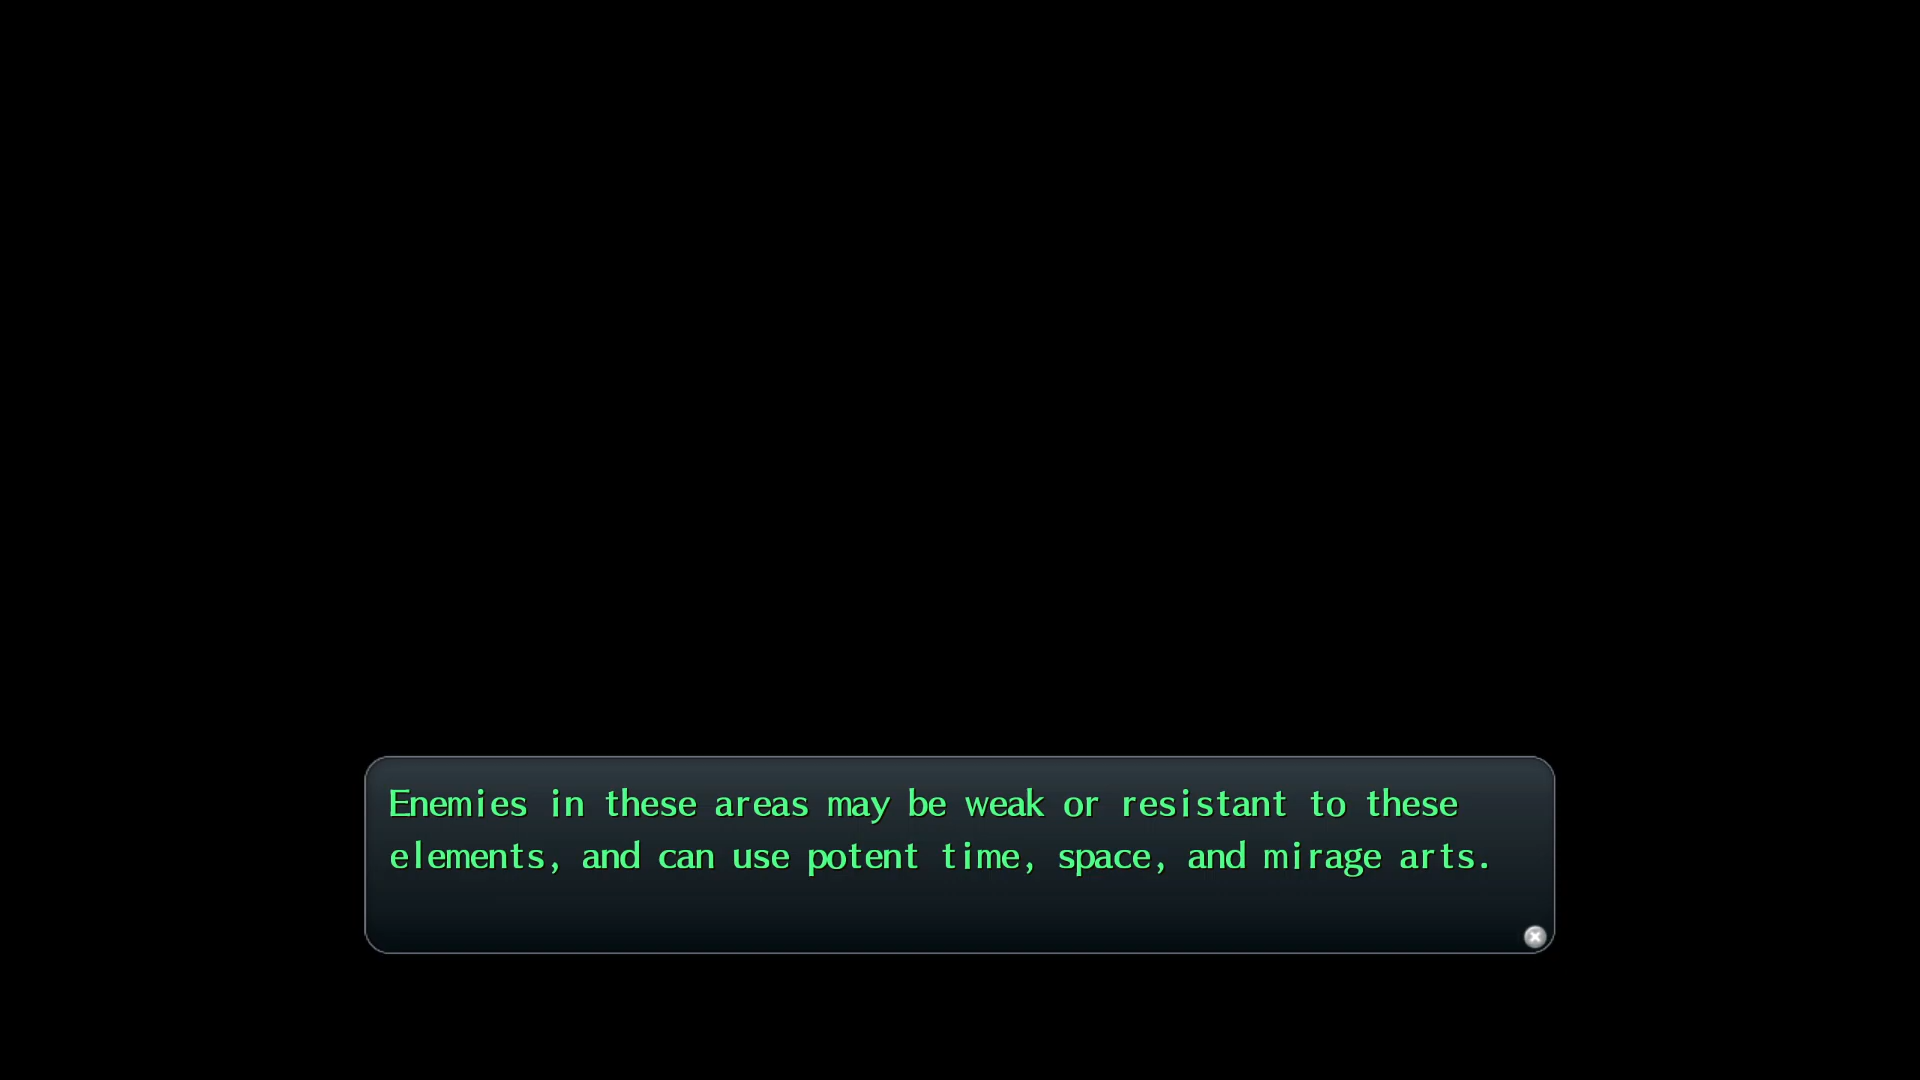 Enemies in these areas may be weak or resistant to these
elements, and can use potent time, space, and mirage arts.